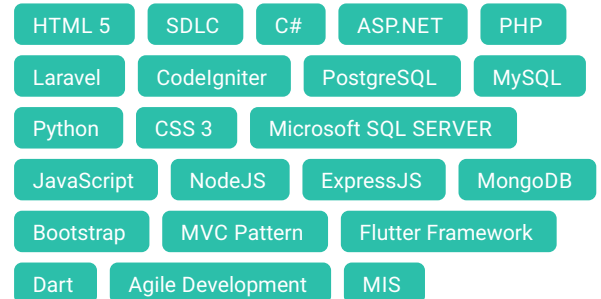 HTML 5 SDLC C# ASP.NET PHP
Laravel CodeIgniter PostgreSQL MySQL
Python CSS 3 Microsoft SQL SERVER
JavaScript NodeJS ExpressJS MongoDB
Bootstrap MVC Pattern Flutter Framework
Dart Agile Development MIS